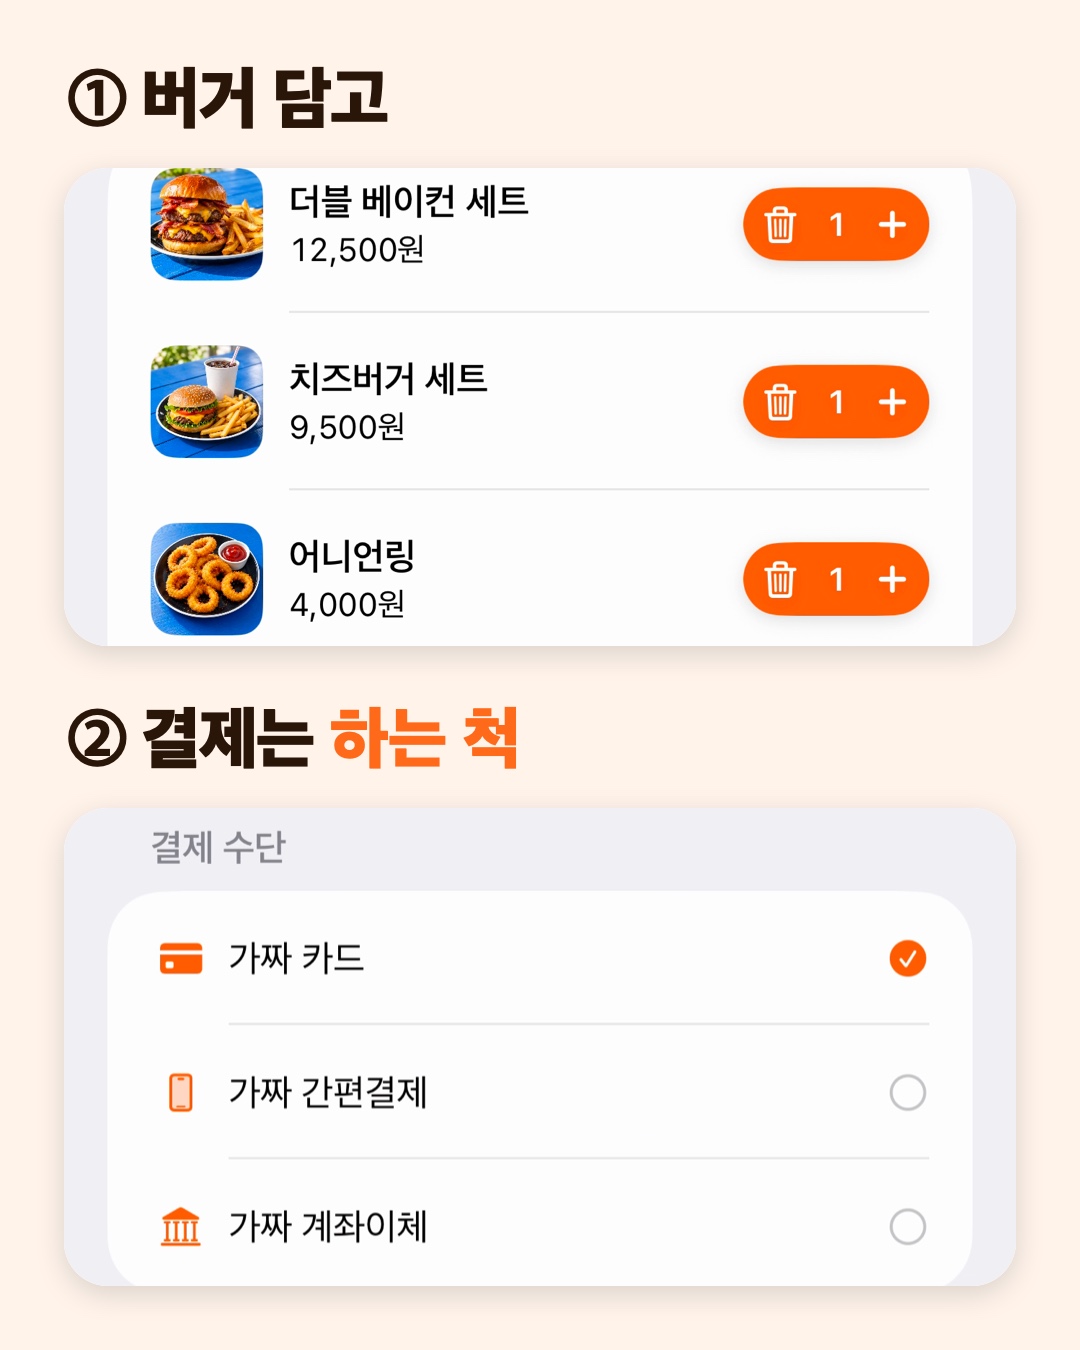 ① 버거 담고
더블 베이컨 세트
12,500원
1
치즈버거 세트
9,500원
1
어니언링
4,000원
1
② 결제는 하는 척
결제 수단
가짜 카드
가짜 간편결제
가짜 계좌이체